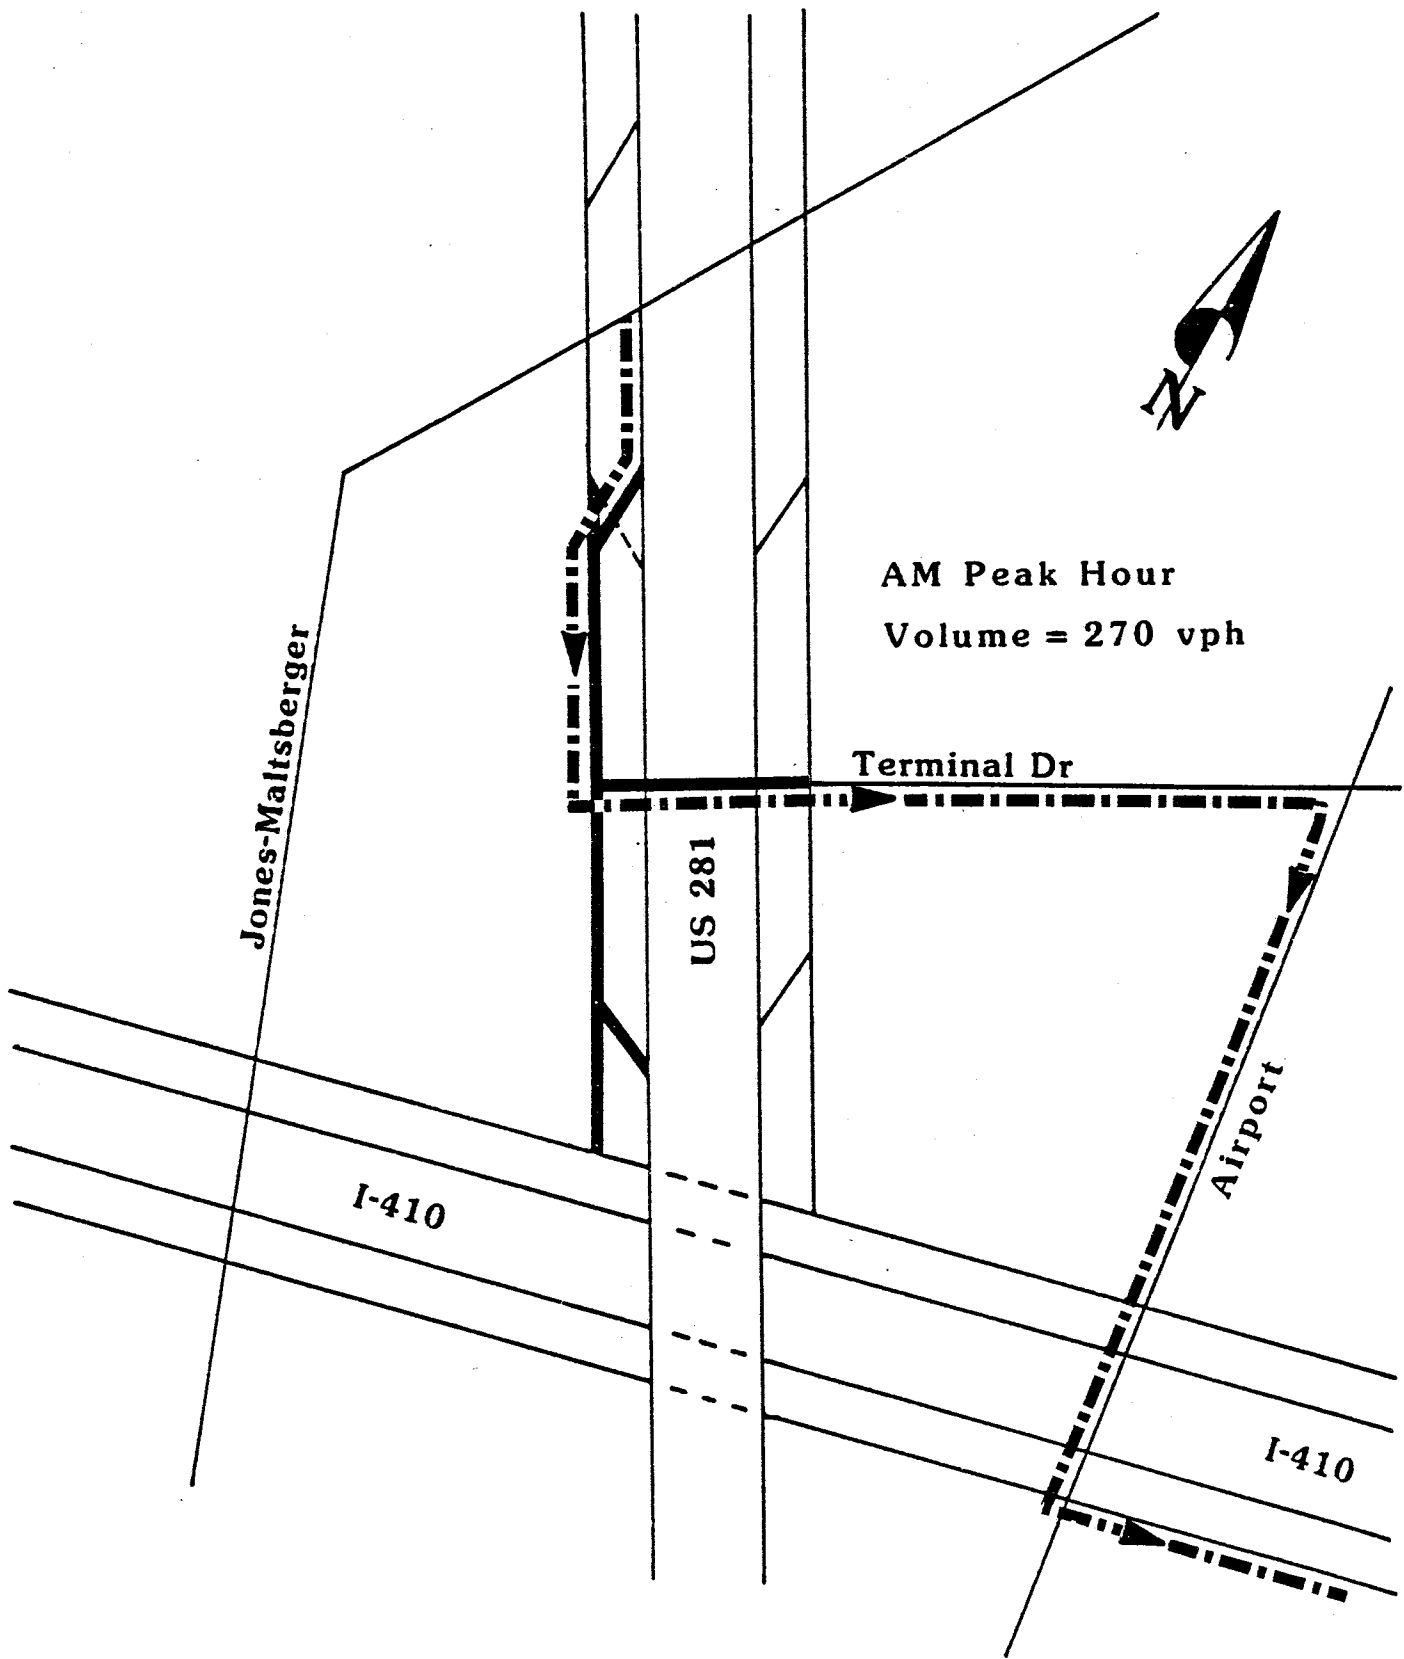 N
AM Peak Hour
Volume = 270 vph
Jones-Maltsberger
Terminal Dr
US 281
Airport
I-410
I-410